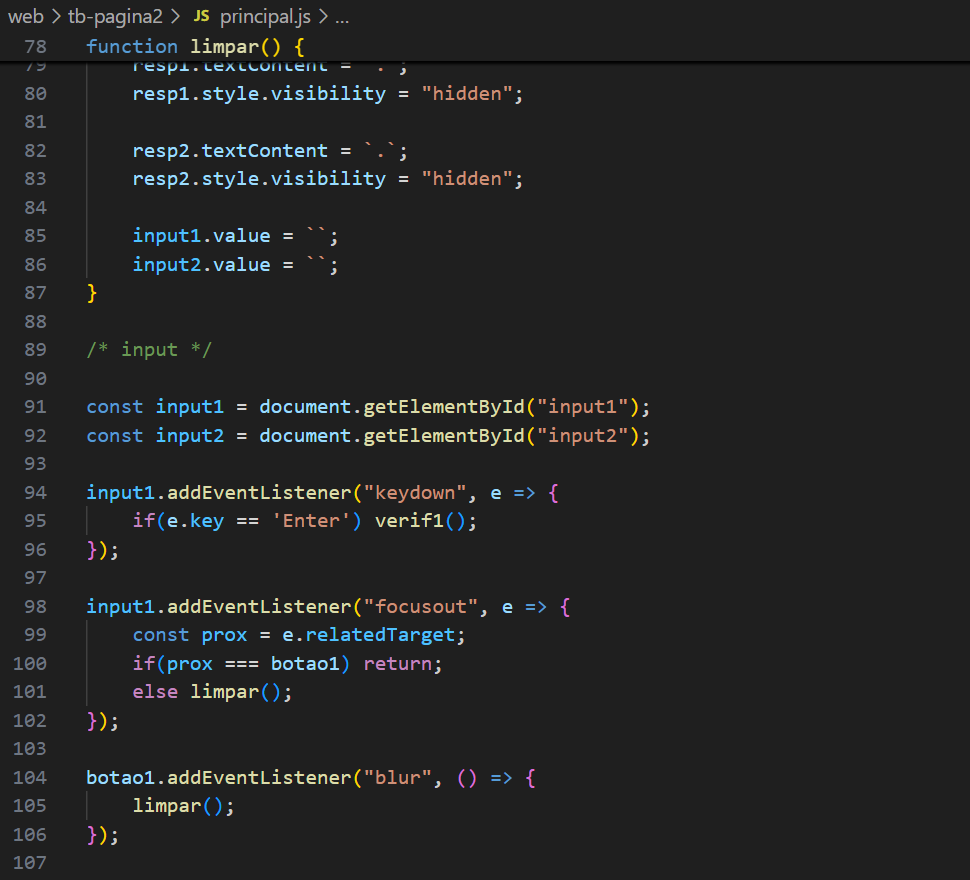 web > tb-pagina2 > JS principal.js > ...
78 function limpar() {
79 resp1.textContent = `.`;
80 resp1.style.visibility = "hidden";
81
82 resp2.textContent = `.`;
83 resp2.style.visibility = "hidden";
84
85 input1.value = ``;
86 input2.value = ``;
87 }
88
89 /* input */
90
91 const input1 = document.getElementById("input1");
92 const input2 = document.getElementById("input2");
93
94 input1.addEventListener("keydown", e => {
95 if(e.key == 'Enter') verif1();
96 });
97
98 input1.addEventListener("focusout", e => {
99 const prox = e.relatedTarget;
100 if(prox === botao1) return;
101 else limpar();
102 });
103
104 botao1.addEventListener("blur", () => {
105 limpar();
106 });
107